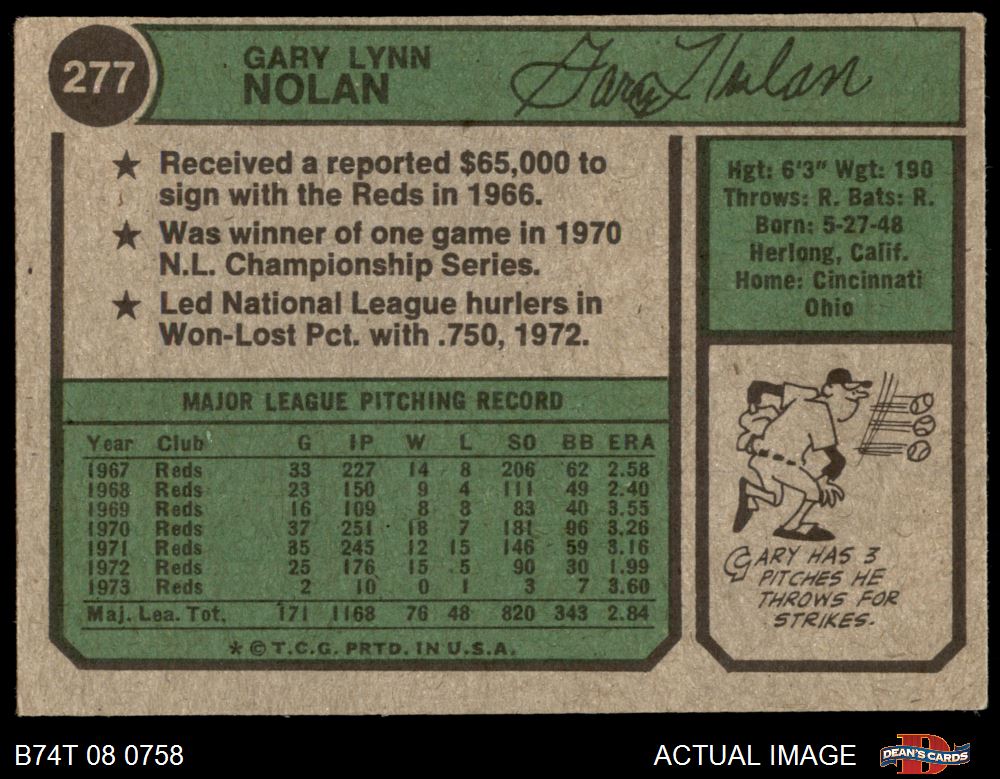 277
GARY LYNN
NOLAN
Gary Nolan
★ Received a reported $65,000 to
sign with the Reds in 1966.
★ Was winner of one game in 1970
N.L. Championship Series.
★ Led National League hurlers in
Won-Lost Pct. with .750, 1972.
Hgt: 6'3" Wgt: 190
Throws: R. Bats: R.
Born: 5-27-48
Herlong, Calif.
Home: Cincinnati
Ohio
MAJOR LEAGUE PITCHING RECORD
Year Club G IP W L SO BB ERA
1967 Reds 33 227 14 8 206 62 2.58
1968 Reds 23 150 9 4 111 49 2.40
1969 Reds 16 109 8 8 83 40 3.55
1970 Reds 37 251 18 7 181 96 3.26
1971 Reds 35 245 12 15 146 59 3.16
1972 Reds 25 176 15 5 90 30 1.99
1973 Reds 2 10 0 1 3 7 3.60
Maj. Lea. Tot. 171 1168 76 48 820 343 2.84
* © T.C.G. PRTD. IN U.S.A.
GARY HAS 3
PITCHES HE
THROWS FOR
STRIKES.
B74T 08 0758
ACTUAL IMAGE
DEAN'S CARDS